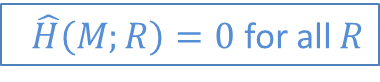 Ĥ(M; R) = 0 for all R